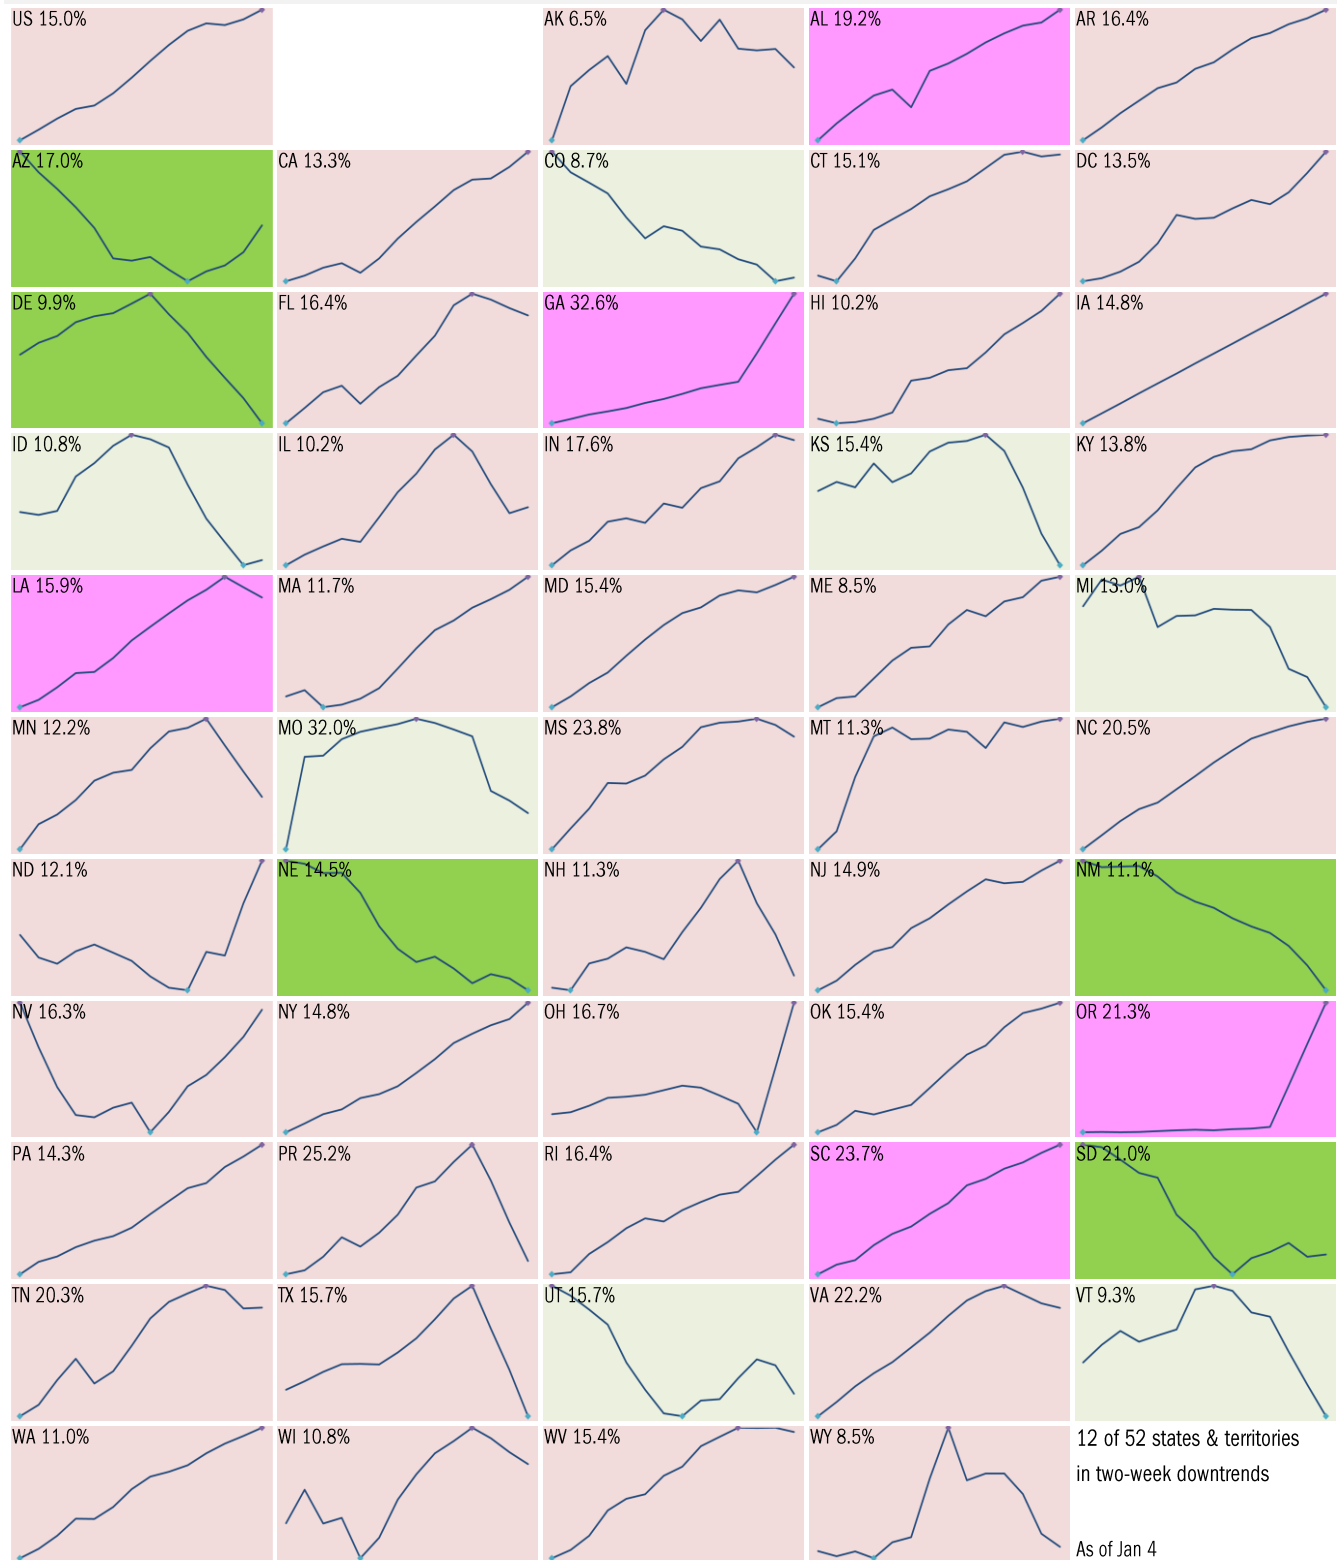 US 15.0%
AK 6.5%
AL 19.2%
AR 16.4%
AZ 17.0%
CA 13.3%
CO 8.7%
CT 15.1%
DC 13.5%
DE 9.9%
FL 16.4%
GA 32.6%
HI 10.2%
IA 14.8%
ID 10.8%
IL 10.2%
IN 17.6%
KS 15.4%
KY 13.8%
LA 15.9%
MA 11.7%
MD 15.4%
ME 8.5%
MI 13.0%
MN 12.2%
MO 32.0%
MS 23.8%
MT 11.3%
NC 20.5%
ND 12.1%
NE 14.5%
NH 11.3%
NJ 14.9%
NM 11.1%
NV 16.3%
NY 14.8%
OH 16.7%
OK 15.4%
OR 21.3%
PA 14.3%
PR 25.2%
RI 16.4%
SC 23.7%
SD 21.0%
TN 20.3%
TX 15.7%
UT 15.7%
VA 22.2%
VT 9.3%
WA 11.0%
WI 10.8%
WV 15.4%
WY 8.5%
12 of 52 states & territories
in two-week downtrends
As of Jan 4